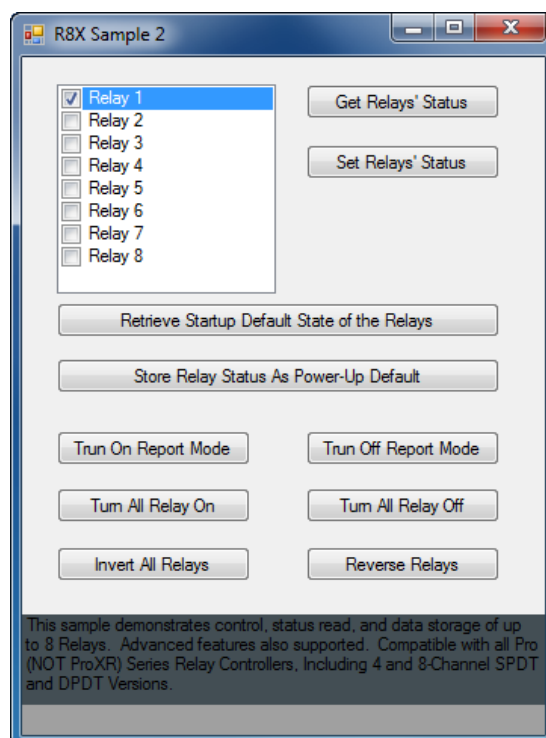 R8X Sample 2
Relay 1
Relay 2
Relay 3
Relay 4
Relay 5
Relay 6
Relay 7
Relay 8
Get Relays' Status
Set Relays' Status
Retrieve Startup Default State of the Relays
Store Relay Status As Power-Up Default
Trun On Report Mode
Trun Off Report Mode
Turn All Relay On
Turn All Relay Off
Invert All Relays
Reverse Relays
This sample demonstrates control, status read, and data storage of up
to 8 Relays. Advanced features also supported. Compatible with all Pro
(NOT ProXR) Series Relay Controllers, Including 4 and 8-Channel SPDT
and DPDT Versions.